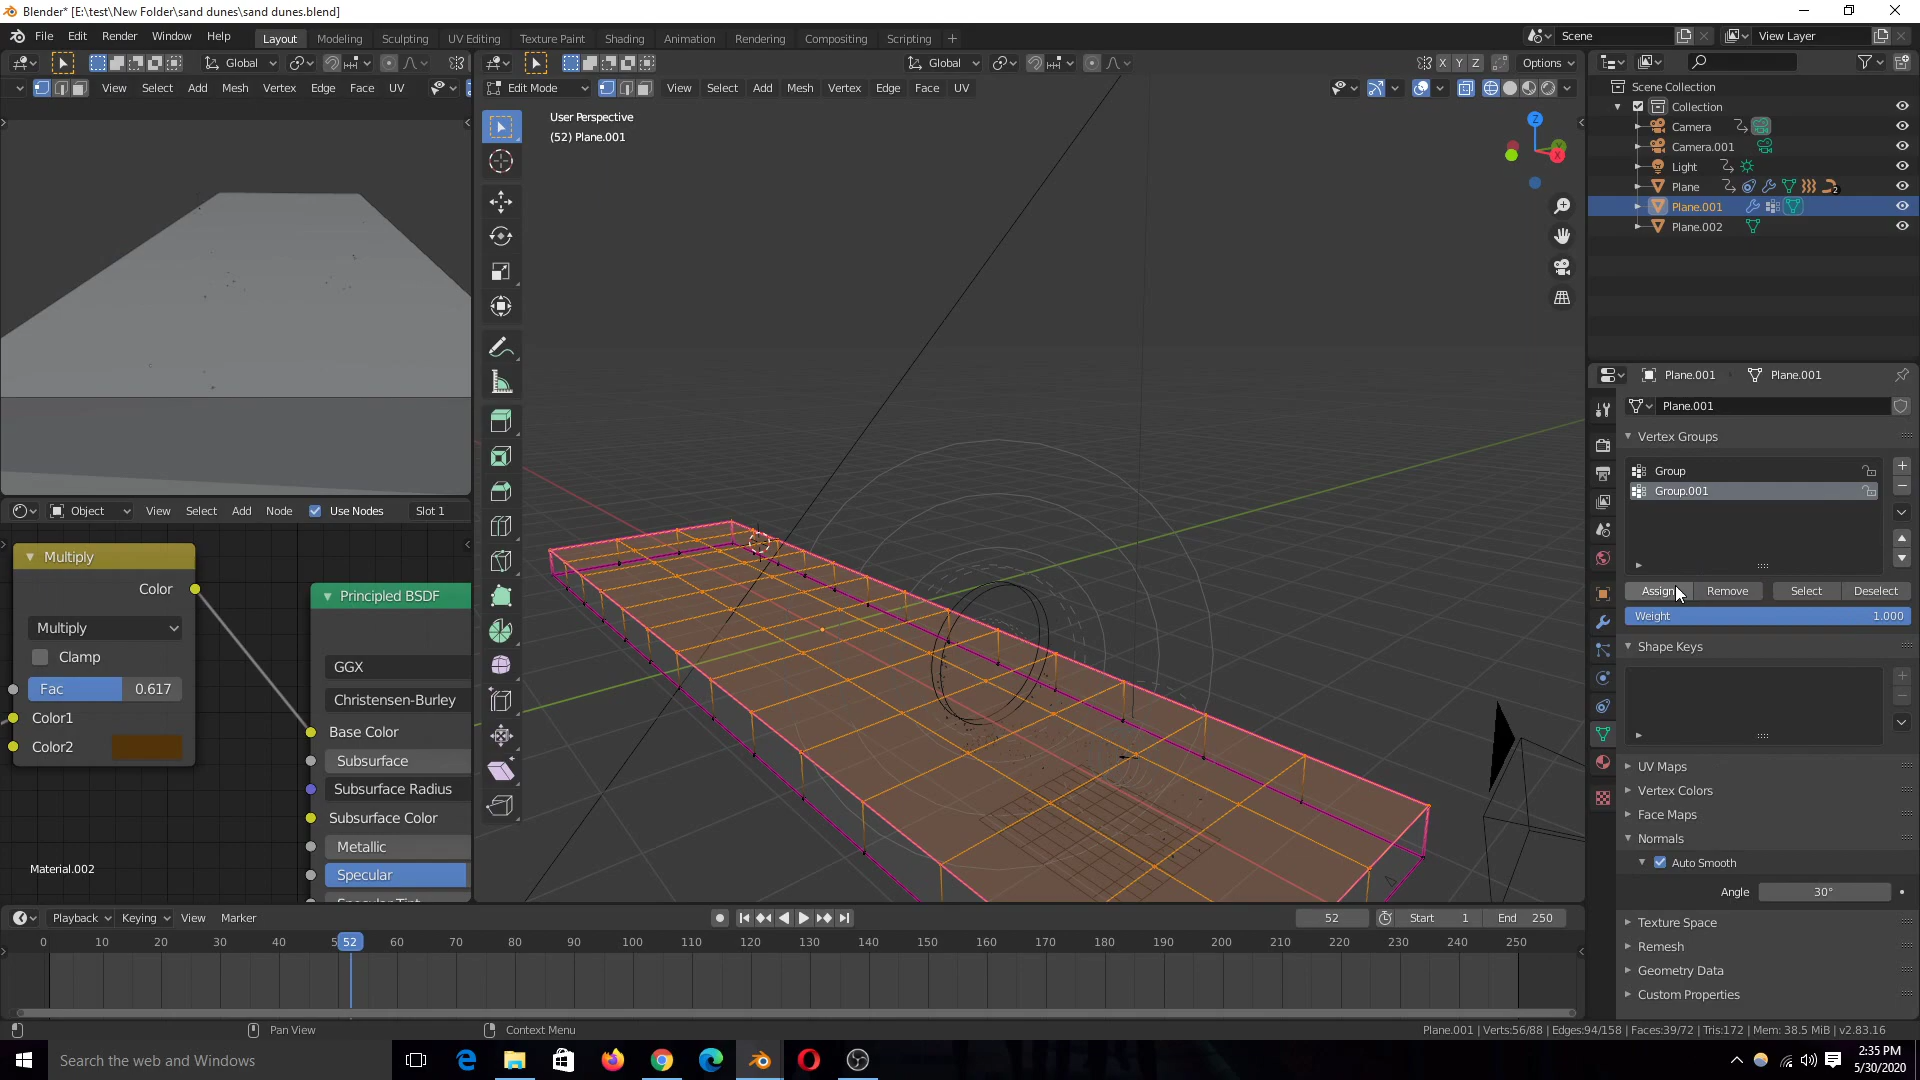 Blender* [E:\test\New Folder\sand dunes\sand dunes.blend]
File Edit Render Window Help
Layout Modeling Sculpting UV Editing Texture Paint Shading Animation Rendering Compositing Scripting +
Scene View Layer
Global Global X Y Z Options
View Select Add Mesh Vertex Edge Face UV
Edit Mode View Select Add Mesh Vertex Edge Face UV
User Perspective
(52) Plane.001
Z
X
Scene Collection
Collection
Camera
Camera.001
Light
Plane 2
Plane.001
Plane.002
Plane.001 Plane.001
Plane.001
Vertex Groups
Group
Group.001
Assign Remove Select Deselect
Weight 1.000
Shape Keys
UV Maps
Vertex Colors
Face Maps
Normals
Auto Smooth
Angle 30°
Texture Space
Remesh
Geometry Data
Custom Properties
Object View Select Add Node Use Nodes Slot 1
Multiply
Color
Multiply
Clamp
Fac 0.617
Color1
Color2
Principled BSDF
GGX
Christensen-Burley
Base Color
Subsurface
Subsurface Radius
Subsurface Color
Metallic
Specular
Material.002
Playback Keying View Marker 52 Start 1 End 250
0 10 20 30 40 5 52 60 70 80 90 100 110 120 130 140 150 160 170 180 190 200 210 220 230 240 250
Pan View Context Menu Plane.001 | Verts:56/88 | Edges:94/158 | Faces:39/72 | Tris:172 | Mem: 38.5 MiB | v2.83.16
Search the web and Windows
2:35 PM
5/30/2020